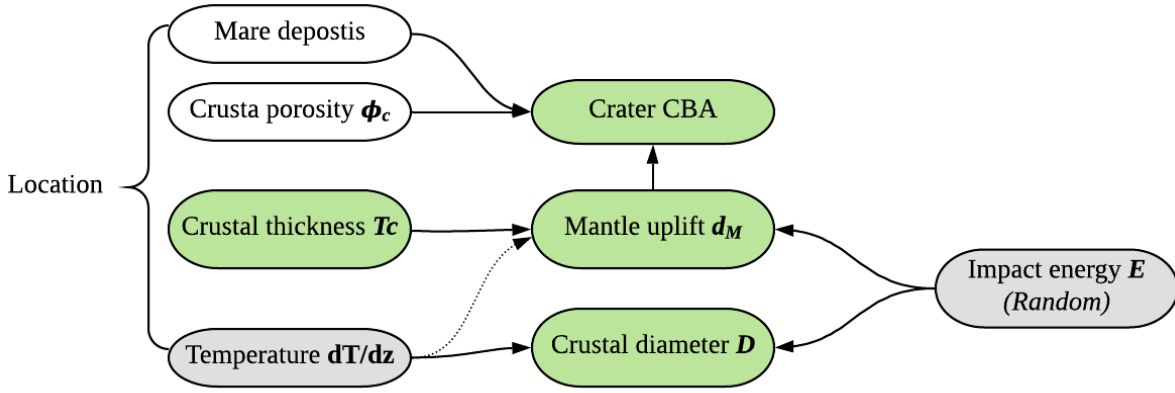 Mare depostis
Crusta porosity ϕc
Crater CBA
Location
Crustal thickness Tc
Mantle uplift dM
Impact energy E
(Random)
Temperature dT/dz
Crustal diameter D